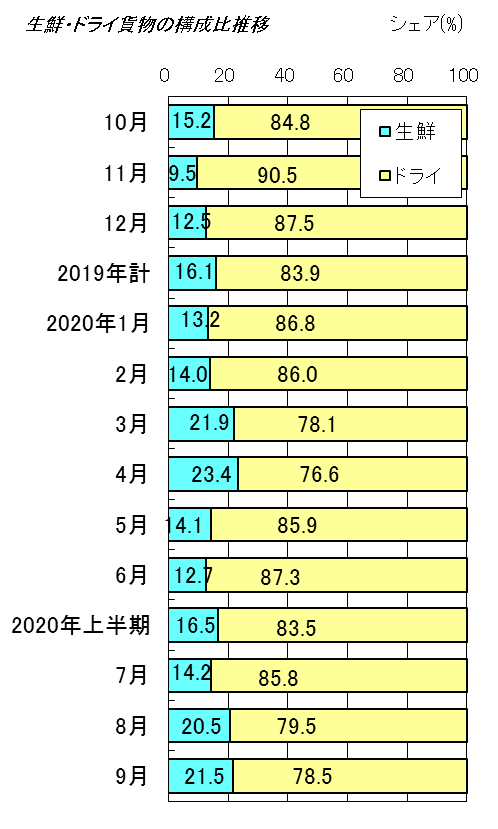 生鮮・ドライ貨物の構成比推移
シェア(%)
0 20 40 60 80 100
10月 15.2 84.8
生鮮
11月 9.5 90.5
ドライ
12月 12.5 87.5
2019年計 16.1 83.9
2020年1月 13.2 86.8
2月 14.0 86.0
3月 21.9 78.1
4月 23.4 76.6
5月 14.1 85.9
6月 12.7 87.3
2020年上半期 16.5 83.5
7月 14.2 85.8
8月 20.5 79.5
9月 21.5 78.5